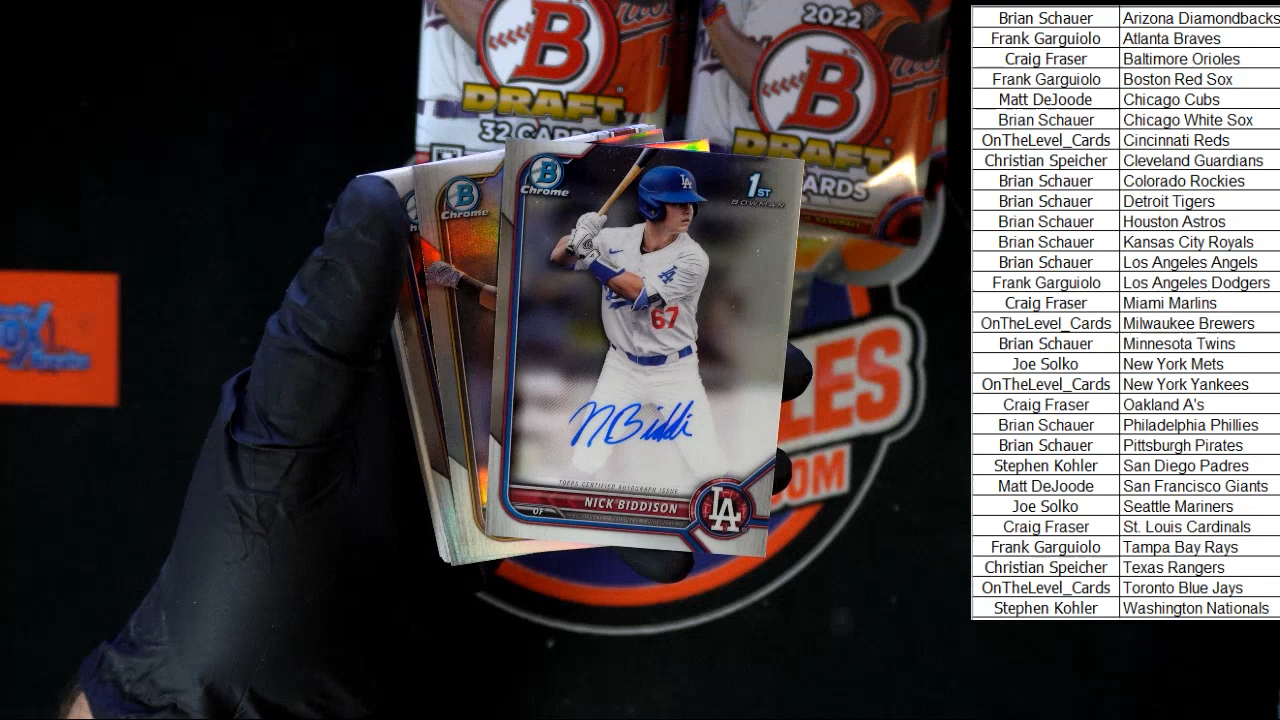 B
DRAFT
32 CAR
2022
B
DRAFT
ARDS
B
Chrome
B
Chrome
1ST
BOWMAN
LA
67
N Biddi
TOPPS CERTIFIED AUTOGRAPH ISSUE
NICK BIDDISON
OF
LA
LES
OM
Brian Schauer Arizona Diamondbacks
Frank Garguiolo Atlanta Braves
Craig Fraser Baltimore Orioles
Frank Garguiolo Boston Red Sox
Matt DeJoode Chicago Cubs
Brian Schauer Chicago White Sox
OnTheLevel_Cards Cincinnati Reds
Christian Speicher Cleveland Guardians
Brian Schauer Colorado Rockies
Brian Schauer Detroit Tigers
Brian Schauer Houston Astros
Brian Schauer Kansas City Royals
Brian Schauer Los Angeles Angels
Frank Garguiolo Los Angeles Dodgers
Craig Fraser Miami Marlins
OnTheLevel_Cards Milwaukee Brewers
Brian Schauer Minnesota Twins
Joe Solko New York Mets
OnTheLevel_Cards New York Yankees
Craig Fraser Oakland A's
Brian Schauer Philadelphia Phillies
Brian Schauer Pittsburgh Pirates
Stephen Kohler San Diego Padres
Matt DeJoode San Francisco Giants
Joe Solko Seattle Mariners
Craig Fraser St. Louis Cardinals
Frank Garguiolo Tampa Bay Rays
Christian Speicher Texas Rangers
OnTheLevel_Cards Toronto Blue Jays
Stephen Kohler Washington Nationals